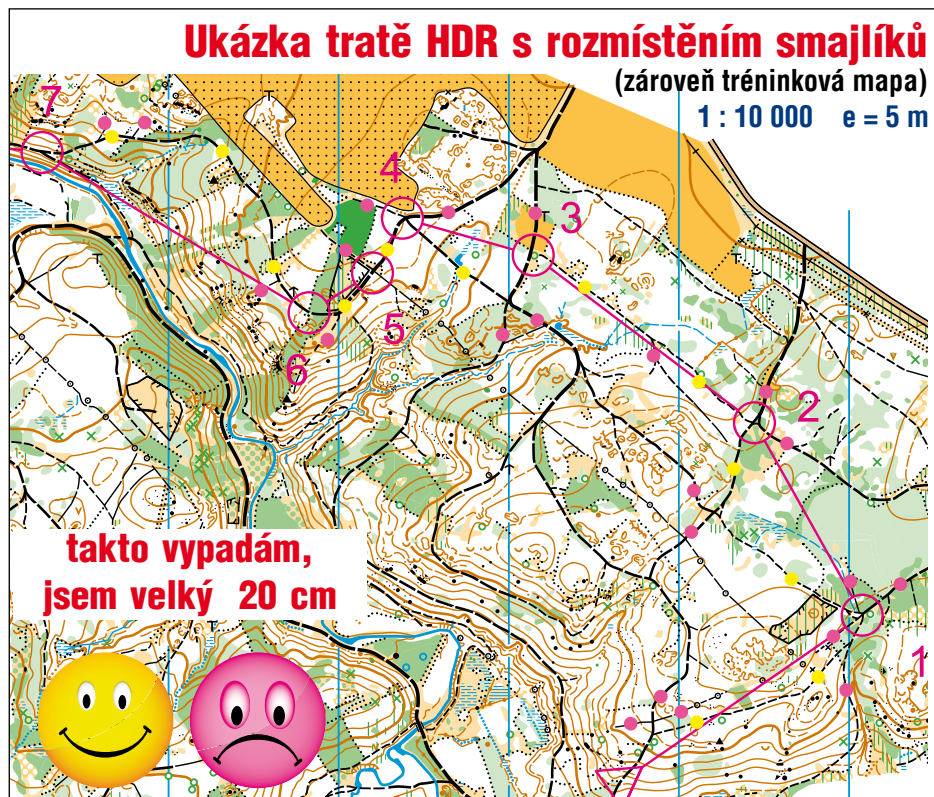 Ukázka tratě HDR s rozmístěním smajlíků
(zároveň tréninková mapa)
1 : 10 000 e = 5 m
7
4
3
5
6
2
1
takto vypadám,
jsem velký 20 cm